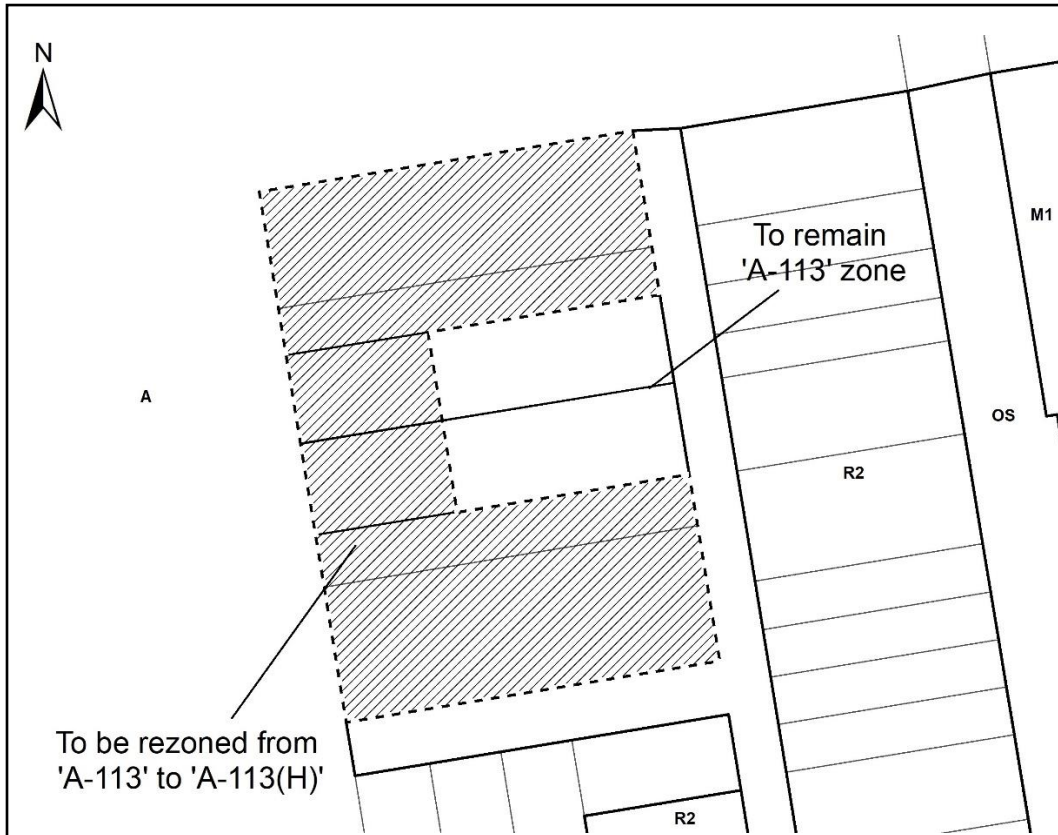 N
M1
To remain
'A-113' zone
A
OS
R2
To be rezoned from
'A-113' to 'A-113(H)'
R2